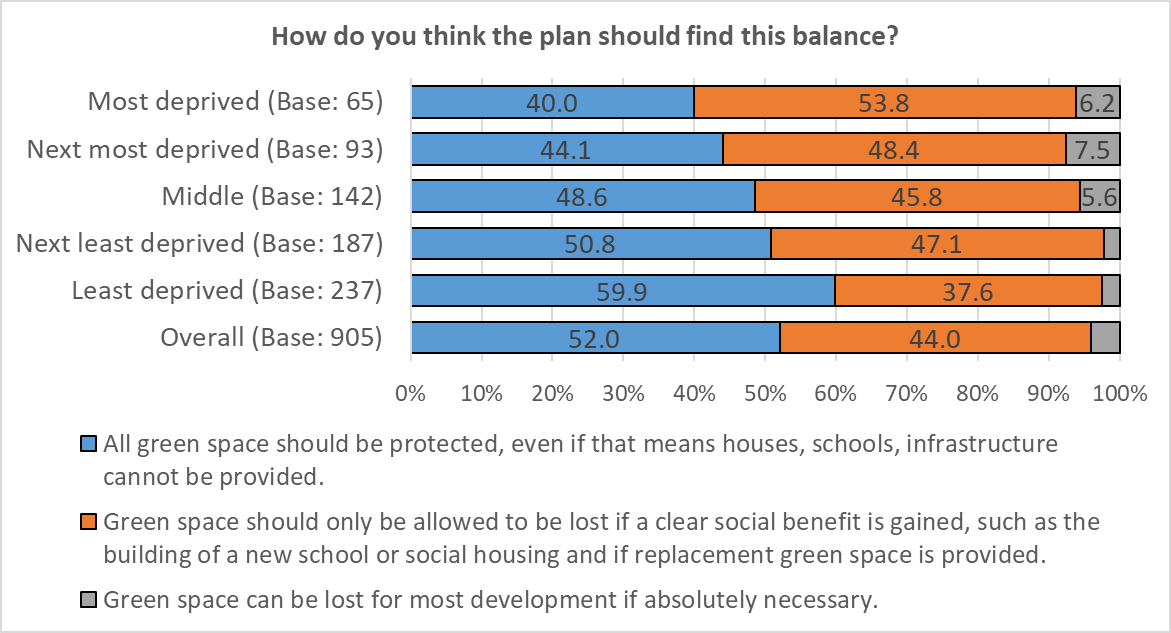 How do you think the plan should find this balance?
Most deprived (Base: 65) 40.0 53.8 6.2
Next most deprived (Base: 93) 44.1 48.4 7.5
Middle (Base: 142) 48.6 45.8 5.6
Next least deprived (Base: 187) 50.8 47.1
Least deprived (Base: 237) 59.9 37.6
Overall (Base: 905) 52.0 44.0
0% 10% 20% 30% 40% 50% 60% 70% 80% 90% 100%
All green space should be protected, even if that means houses, schools, infrastructure
cannot be provided.
Green space should only be allowed to be lost if a clear social benefit is gained, such as the
building of a new school or social housing and if replacement green space is provided.
Green space can be lost for most development if absolutely necessary.